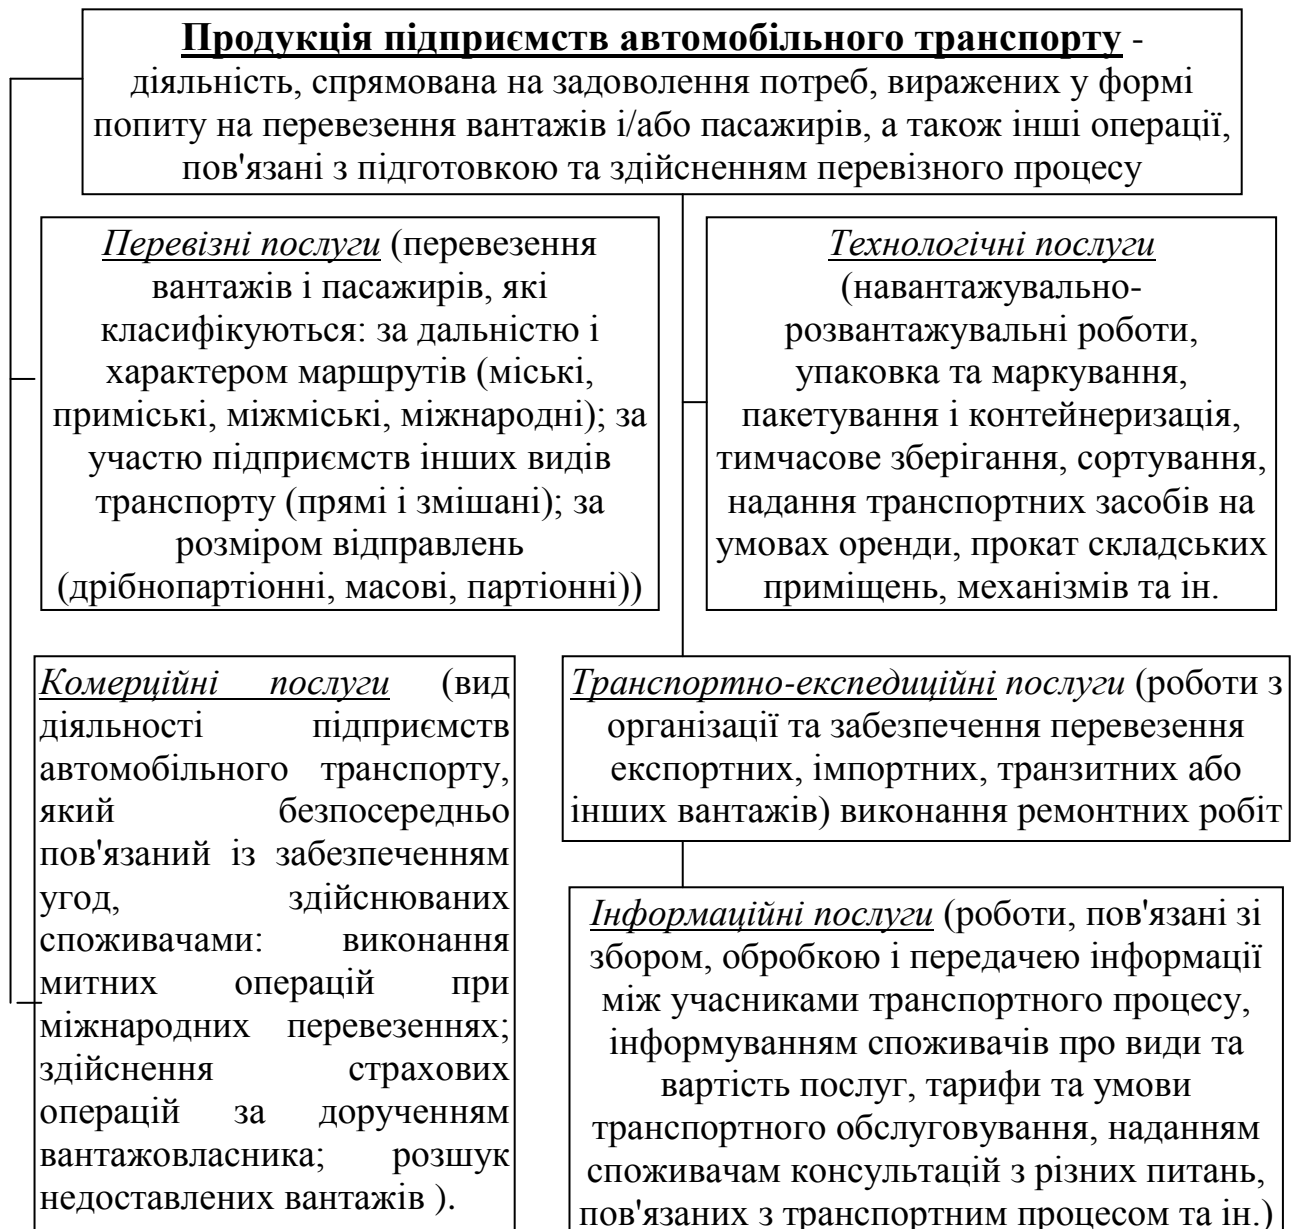 Продукція підприємств автомобільного транспорту -
діяльність, спрямована на задоволення потреб, виражених у формі
попиту на перевезення вантажів і/або пасажирів, а також інші операції,
пов'язані з підготовкою та здійсненням перевізного процесу
Перевізні послуги (перевезення
вантажів і пасажирів, які
класифікуються: за дальністю і
характером маршрутів (міські,
приміські, міжміські, міжнародні); за
участю підприємств інших видів
транспорту (прямі і змішані); за
розміром відправлень
(дрібнопартіонні, масові, партіонні))
Технологічні послуги
(навантажувально-
розвантажувальні роботи,
упаковка та маркування,
пакетування і контейнеризація,
тимчасове зберігання, сортування,
надання транспортних засобів на
умовах оренди, прокат складських
приміщень, механізмів та ін.
Комерційні послуги (вид
діяльності підприємств
автомобільного транспорту,
який безпосередньо
пов'язаний із забезпеченням
угод, здійснюваних
споживачами: виконання
митних операцій при
міжнародних перевезеннях;
здійснення страхових
операцій за дорученням
вантажовласника; розшук
недоставлених вантажів ).
Транспортно-експедиційні послуги (роботи з
організації та забезпечення перевезення
експортних, імпортних, транзитних або
інших вантажів) виконання ремонтних робіт
Інформаційні послуги (роботи, пов'язані зі
збором, обробкою і передачею інформації
між учасниками транспортного процесу,
інформуванням споживачів про види та
вартість послуг, тарифи та умови
транспортного обслуговування, наданням
споживачам консультацій з різних питань,
пов'язаних з транспортним процесом та ін.)